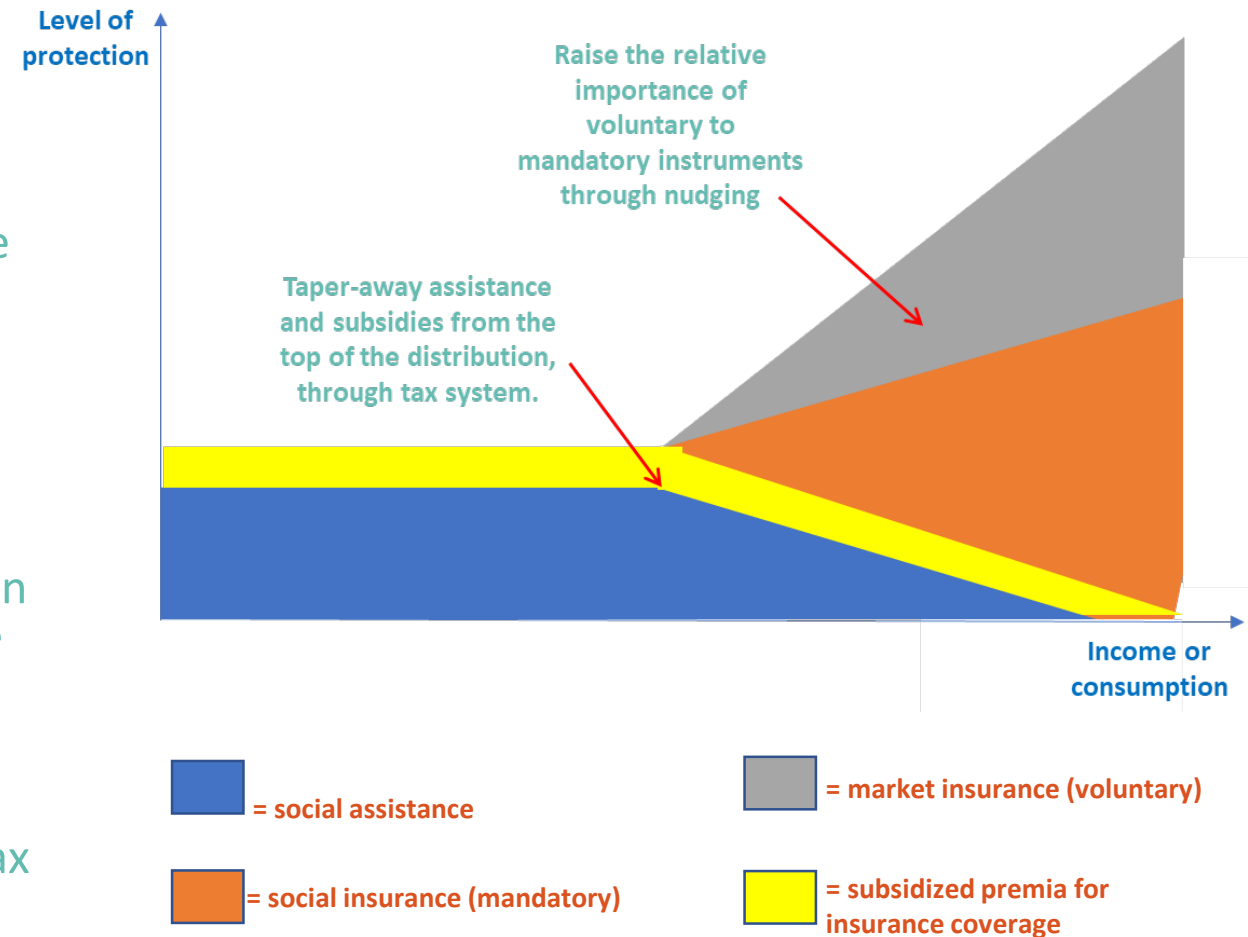 Level of
protection
Raise the relative
importance of
voluntary to
mandatory instruments
through nudging
Taper-away assistance
and subsidies from the
top of the distribution,
through tax system.
Income or
consumption
= social assistance
= market insurance (voluntary)
= social insurance (mandatory)
= subsidized premia for
insurance coverage